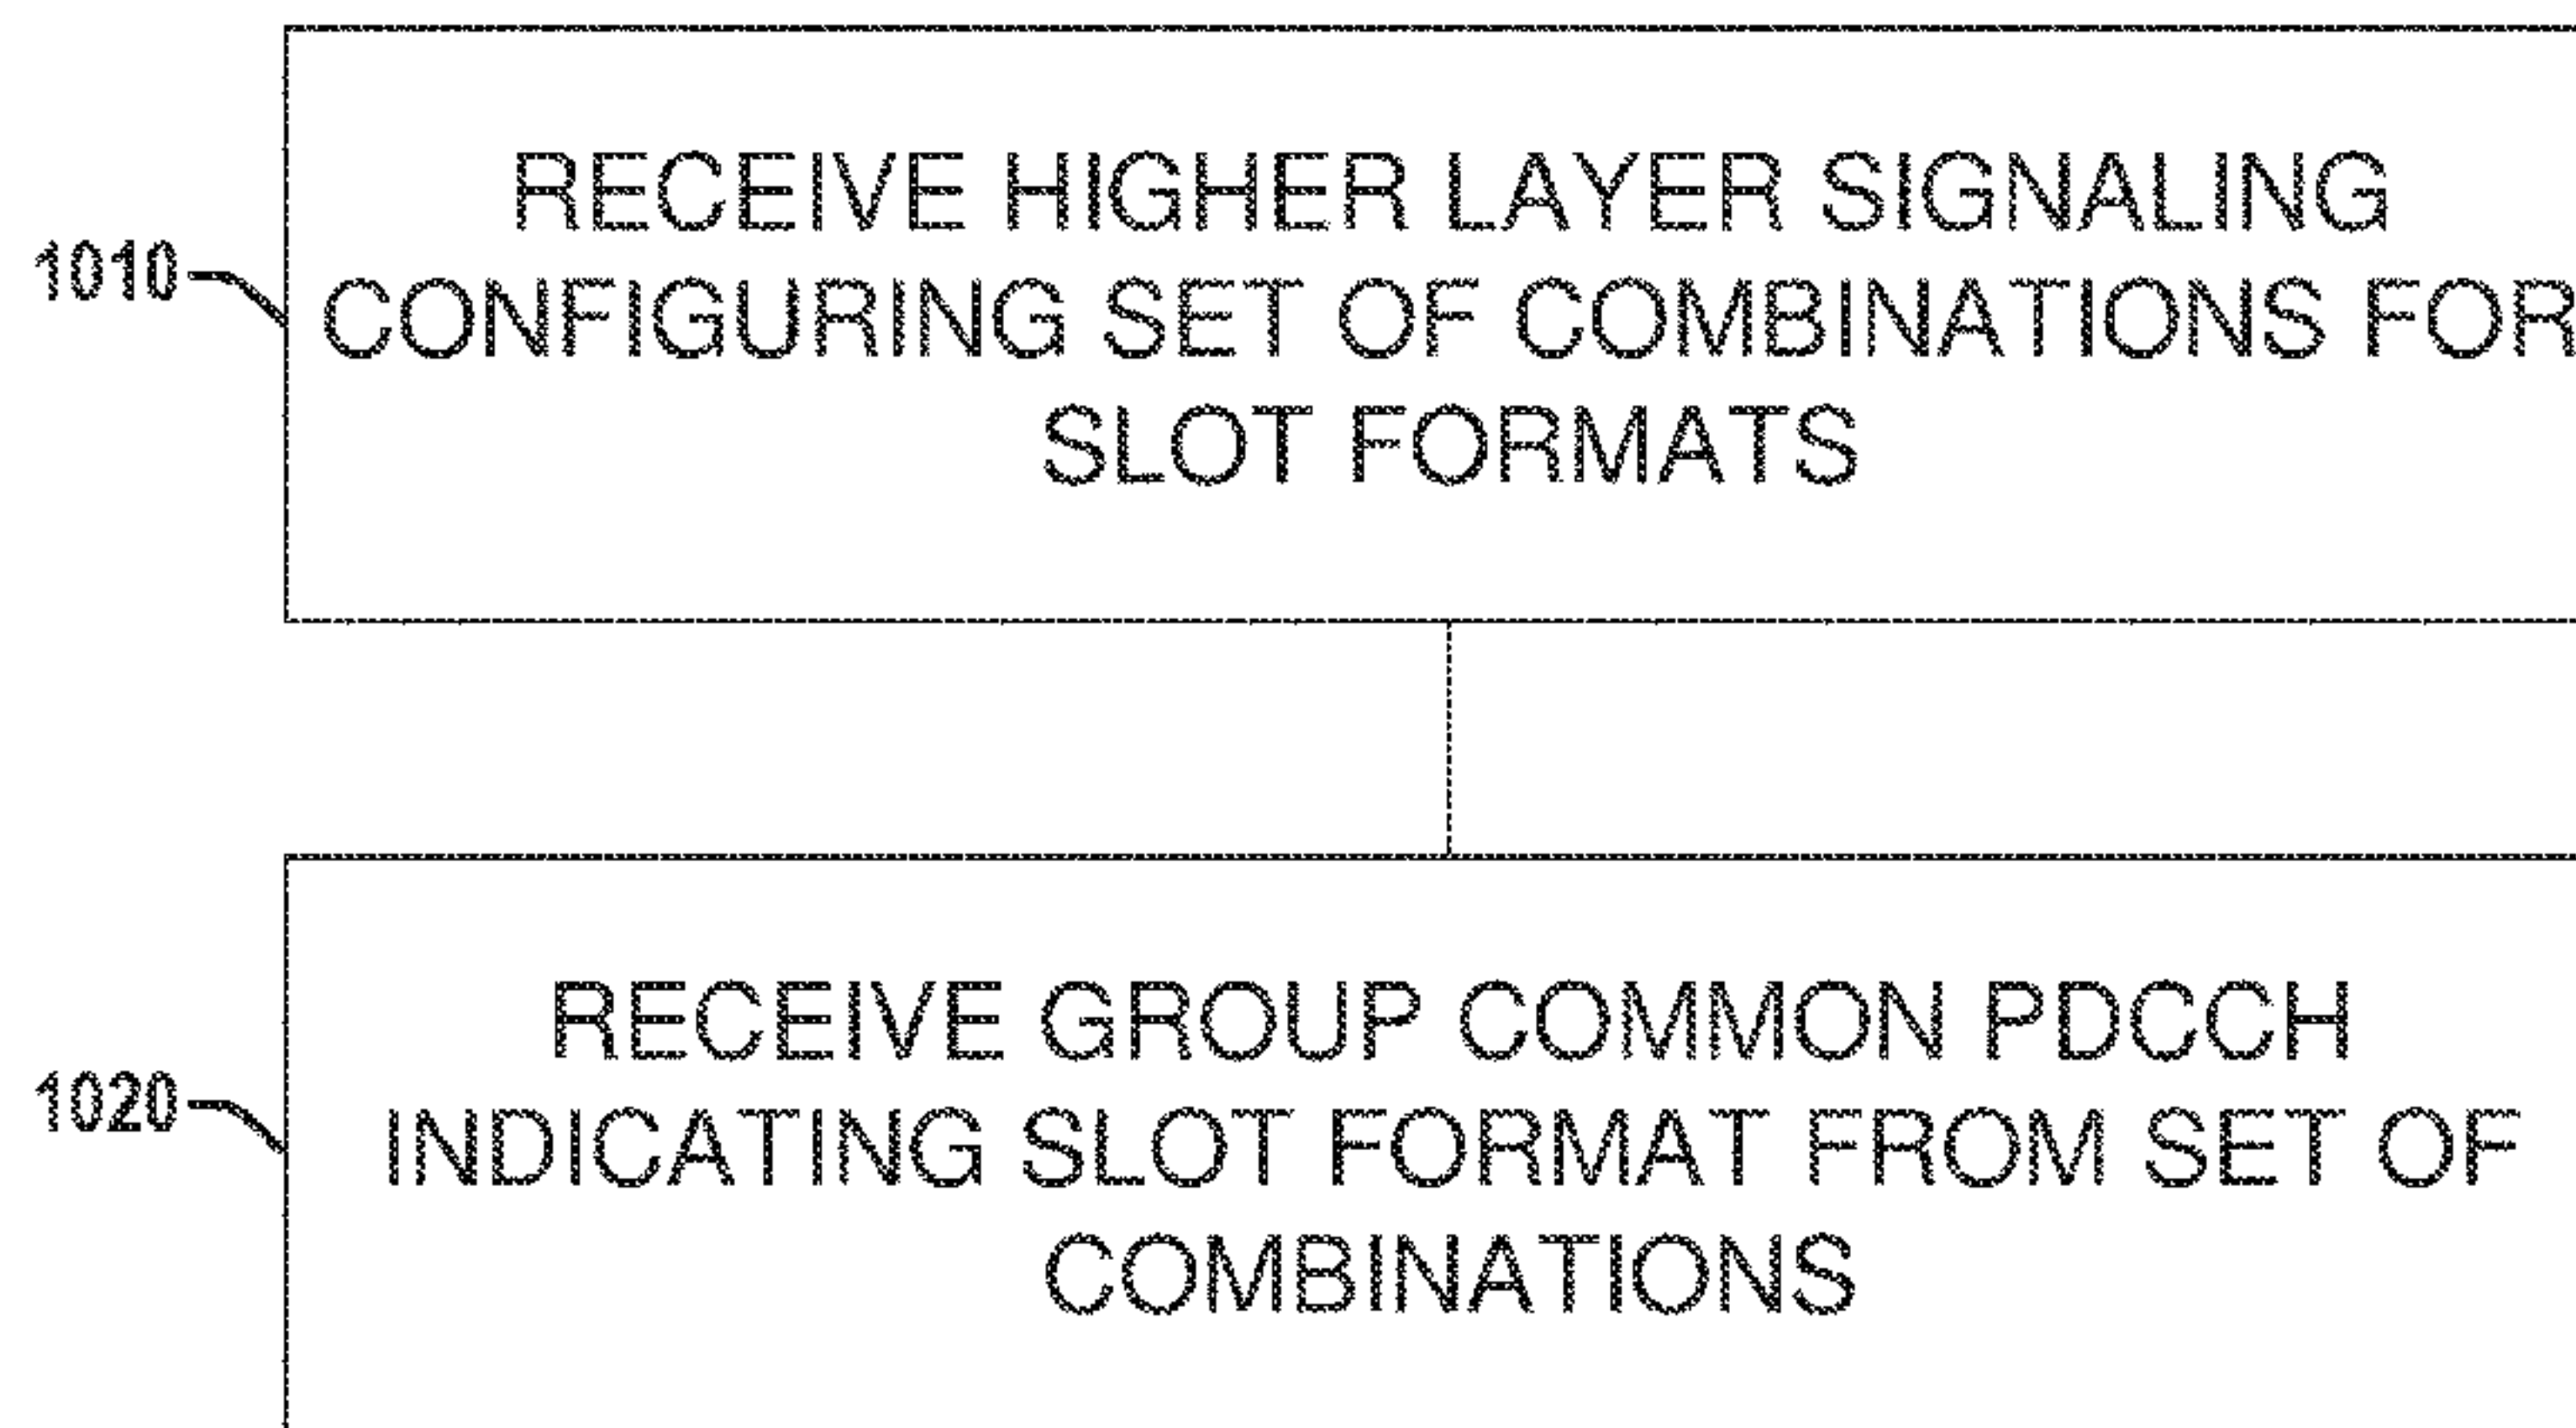 RECEIVE HIGHER LAYER SIGNALING
1010
CONFIGURING SET OF COMBINATIONS FOR
SLOT FORMATS
RECEIVE GROUP COMMON PDCCH
1020
INDICATING SLOT FORMAT FROM SET OF
COMBINATIONS